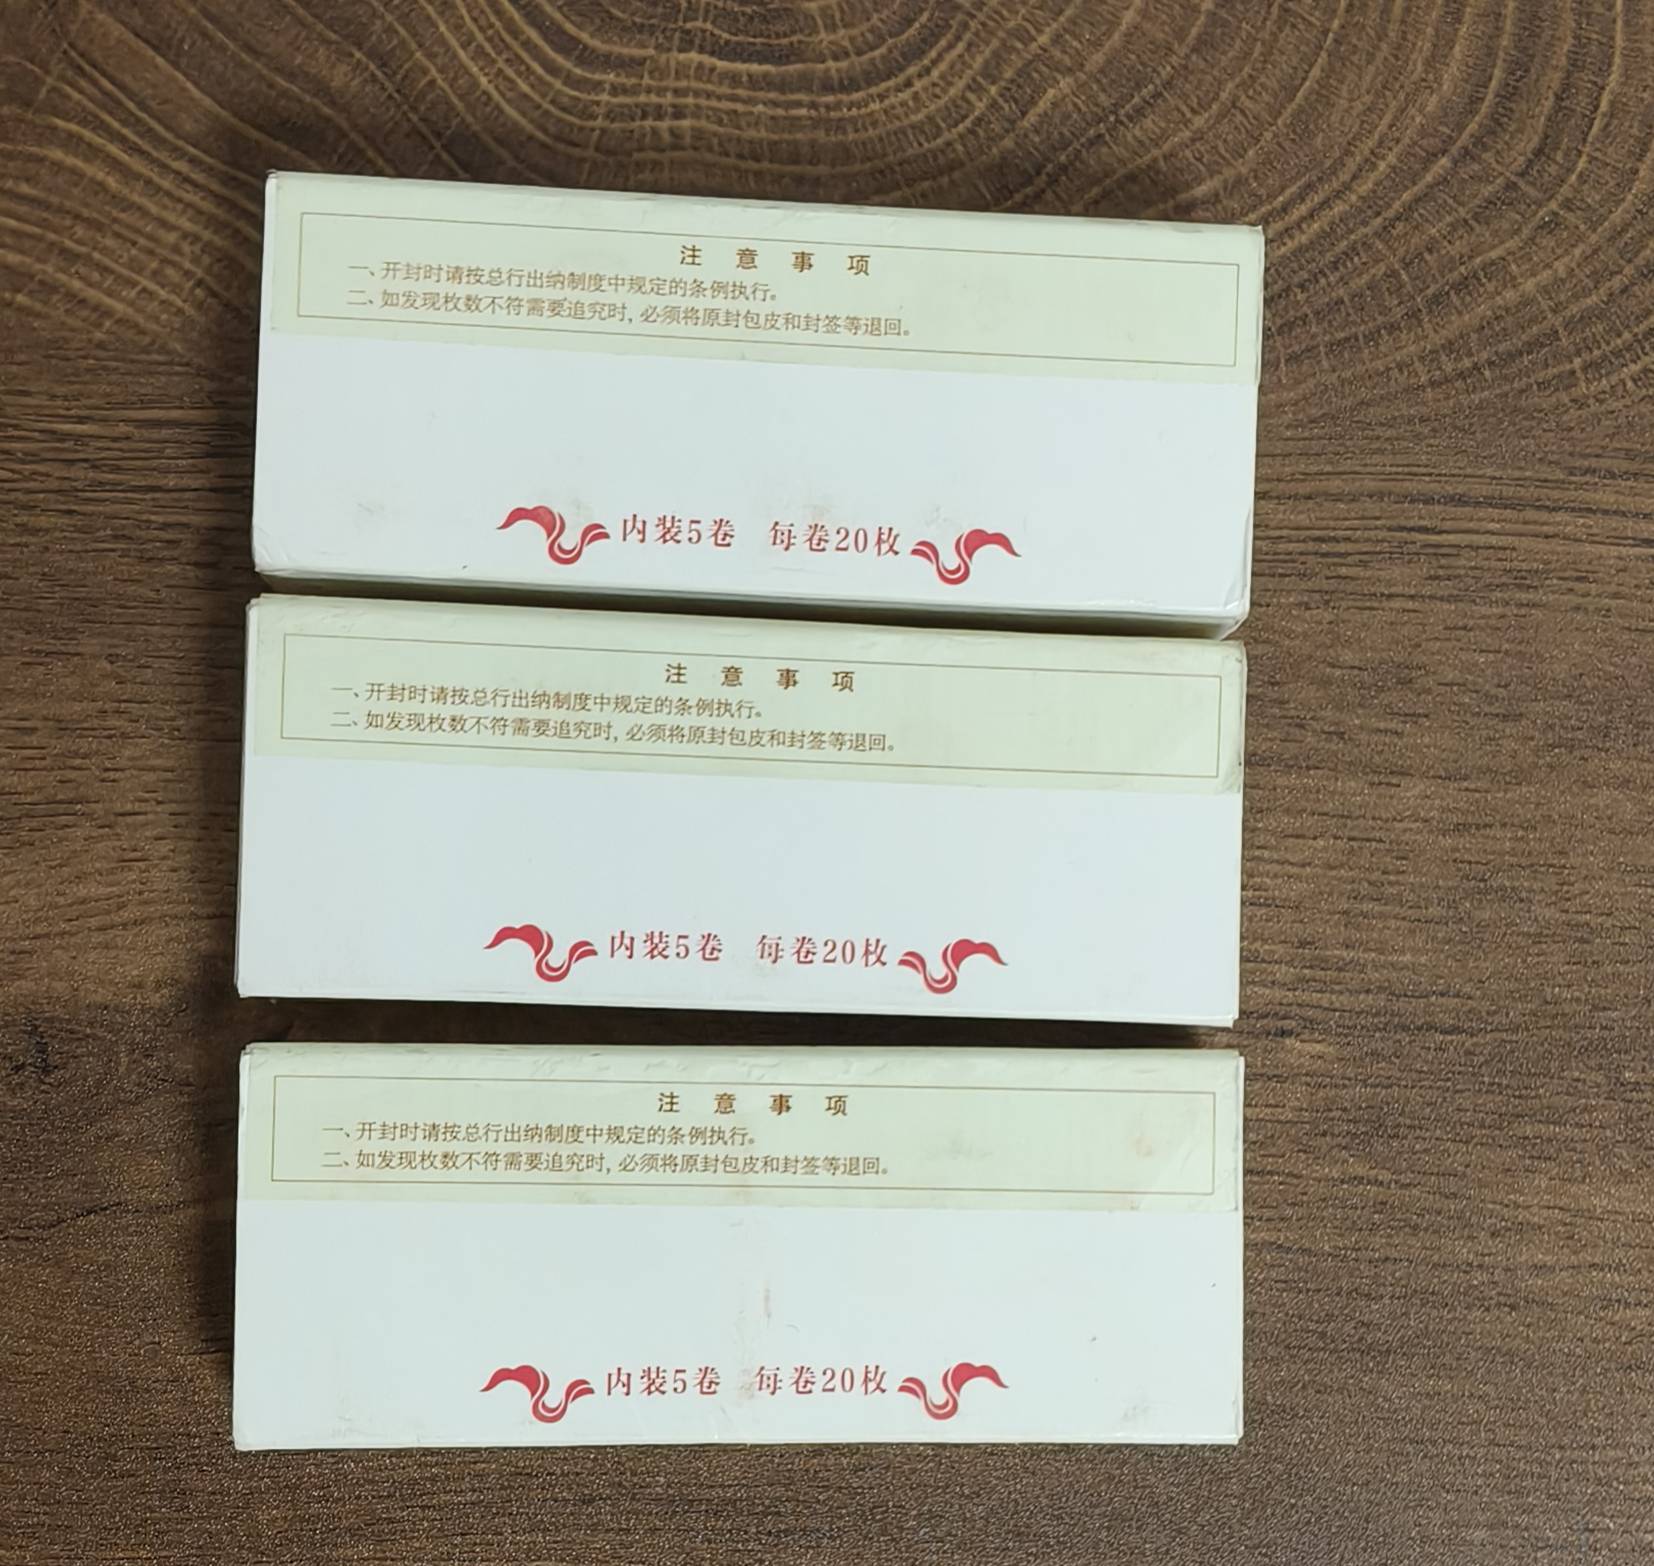 注意事项
一、开封时请按总行出纳制度中规定的条例执行。
二、如发现枚数不符需要追究时,必须将原封包皮和封签等退回。
内装5卷 每卷20枚
注意事项
一、开封时请按总行出纳制度中规定的条例执行。
二、如发现枚数不符需要追究时,必须将原封包皮和封签等退回。
内装5卷 每卷20枚
注意事项
一、开封时请按总行出纳制度中规定的条例执行。
二、如发现枚数不符需要追究时,必须将原封包皮和封签等退回。
内装5卷 每卷20枚